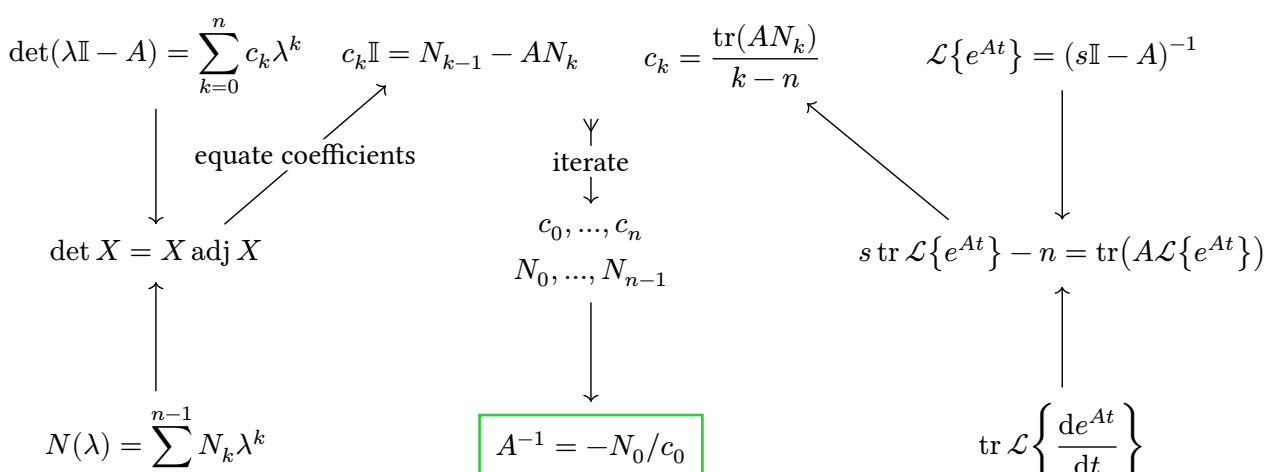 det(λ𝕀 − A) = ∑_{k=0}^{n} c_k λ^k
c_k 𝕀 = N_{k−1} − AN_k
c_k = tr(AN_k) / (k − n)
ℒ{e^{At}} = (s𝕀 − A)^{−1}
equate coefficients
iterate
det X = X adj X
c_0, ..., c_n
N_0, ..., N_{n−1}
s tr ℒ{e^{At}} − n = tr(Aℒ{e^{At}})
N(λ) = ∑^{n−1} N_k λ^k
A^{−1} = −N_0/c_0
tr ℒ{de^{At} / dt}